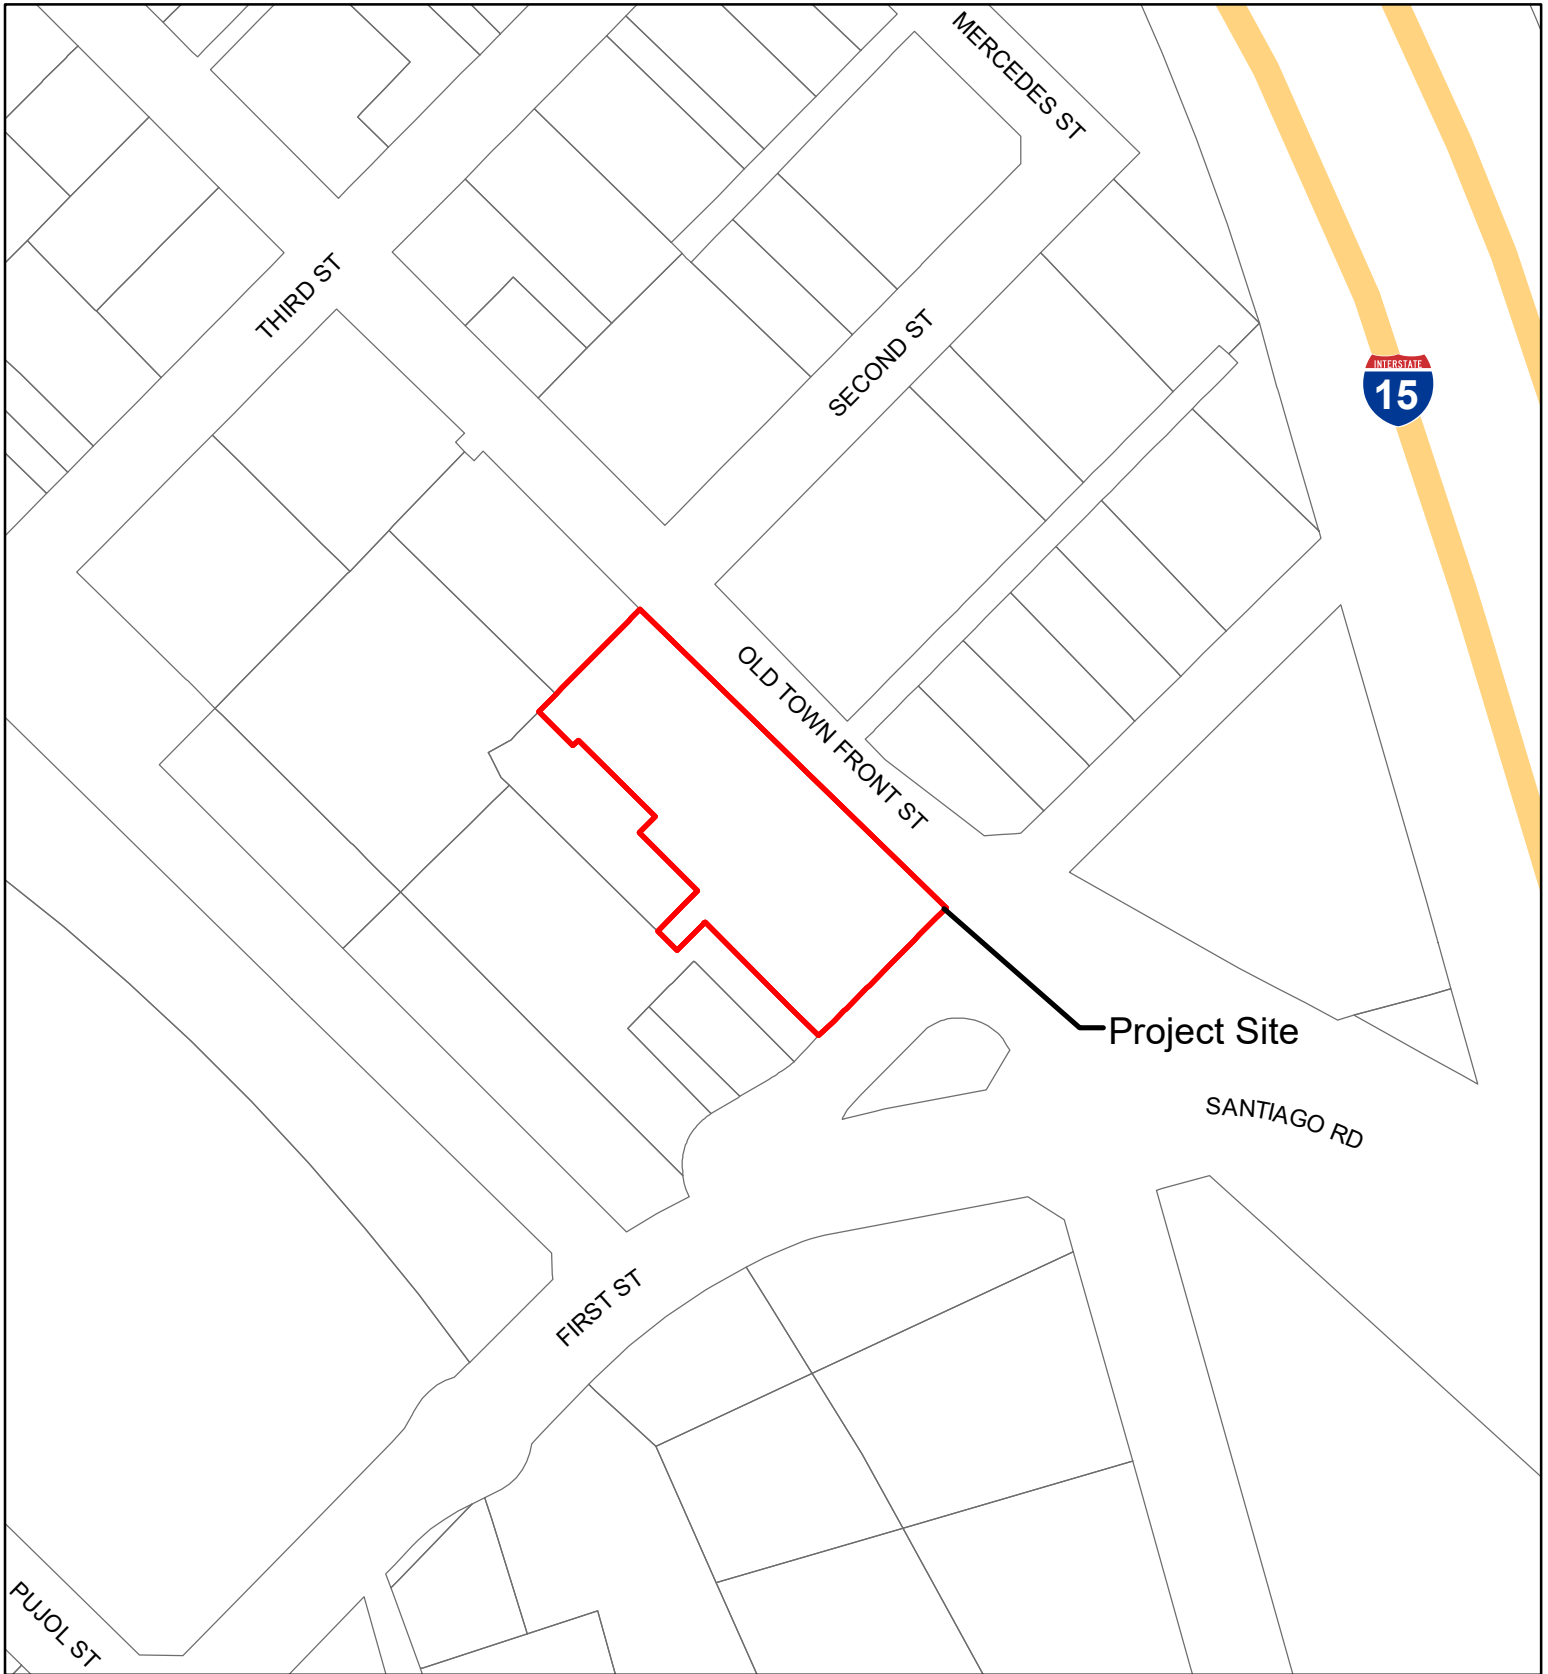 MERCEDES ST
THIRD ST
SECOND ST
INTERSTATE
15
OLD TOWN FRONT ST
Project Site
SANTIAGO RD
FIRST ST
PUJOL ST